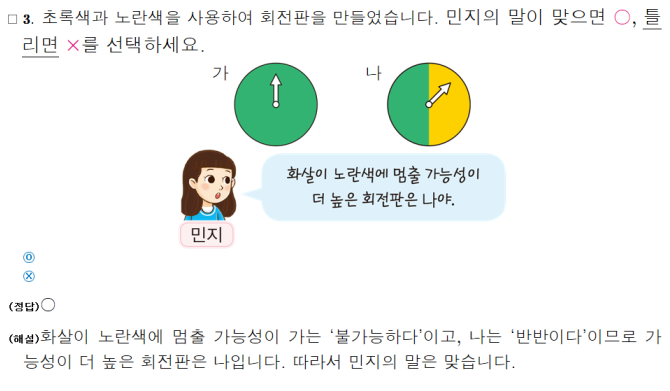 □ 3. 초록색과 노란색을 사용하여 회전판을 만들었습니다. 민지의 말이 맞으면 ○, 틀
리면 ×를 선택하세요.
가 나
화살이 노란색에 멈출 가능성이
더 높은 회전판은 나야.
민지
ⓞ
ⓧ
(정답)○
(해설)화살이 노란색에 멈출 가능성이 가는 ‘불가능하다’이고, 나는 ‘반반이다’이므로 가
능성이 더 높은 회전판은 나입니다. 따라서 민지의 말은 맞습니다.